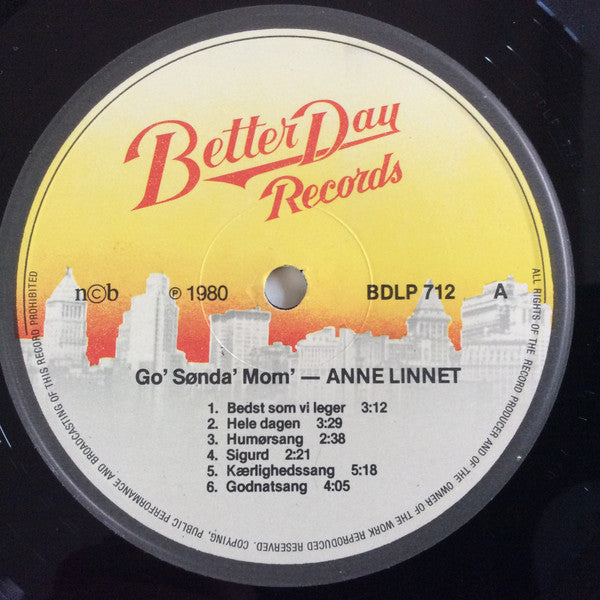 Better Day
Records
n©b
℗ 1980
BDLP 712 A
Go' Sønda' Morn' — ANNE LINNET
1. Bedst som vi leger 3:12
2. Hele dagen 3:29
3. Humørsang 2:38
4. Sigurd 2:21
5. Kærlighedssang 5:18
6. Godnatsang 4:05
ALL RIGHTS OF THE RECORD PRODUCER AND OF THE OWNER OF THE WORK REPRODUCED RESERVED. COPYING, PUBLIC PERFORMANCE AND BROADCASTING OF THIS RECORD PROHIBITED